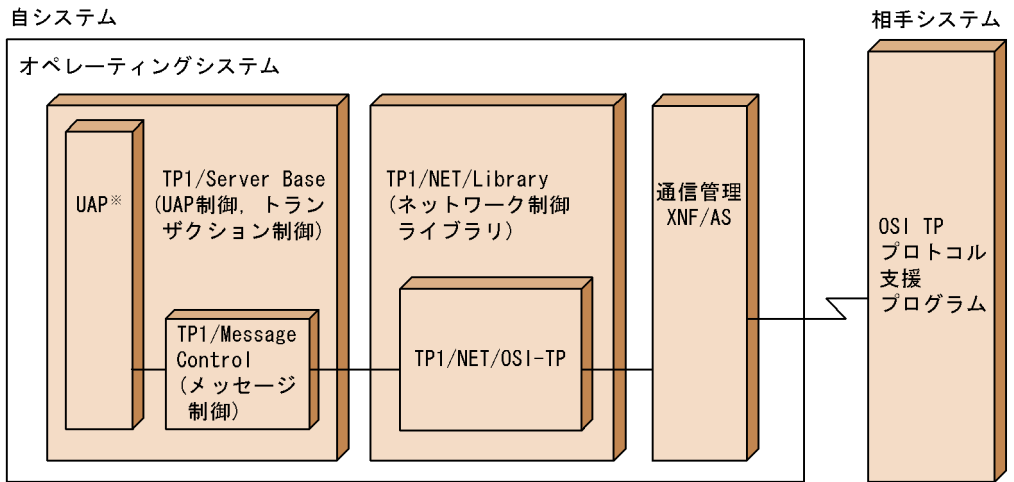 自システム
相手システム
オペレーティングシステム
UAP※
TP1/Server Base
(UAP制御, トラン
ザクション制御)
TP1/Message
Control
(メッセージ
制御)
TP1/NET/Library
(ネットワーク制御
ライブラリ)
TP1/NET/OSI-TP
通信管理
XNF/AS
OSI TP
プロトコル
支援
プログラム